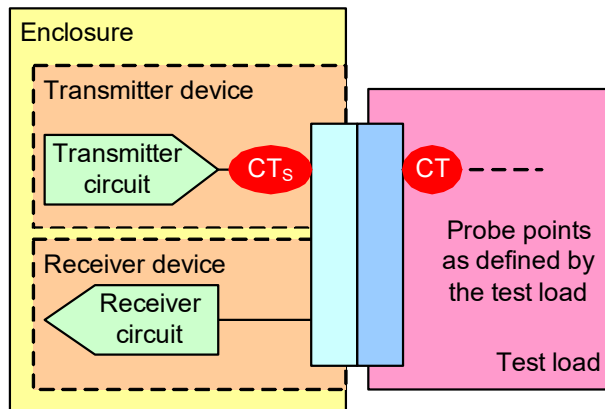 Enclosure
Transmitter device
Transmitter
circuit
CTS
CT
Probe points
as defined by
the test load
Receiver device
Receiver
circuit
Test load